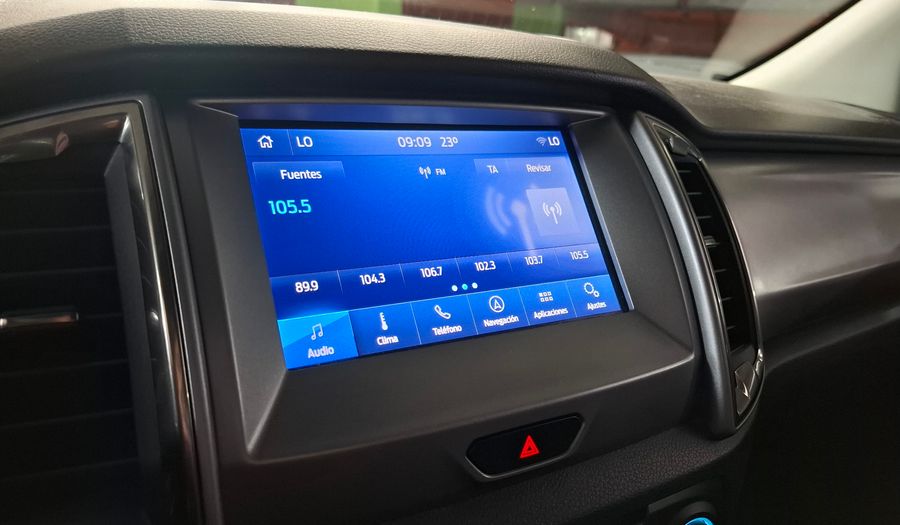 LO 09:09 23° LO
Fuentes FM TA Revisar
105.5
89.9 104.3 106.7 102.3 103.7 105.5
Audio Clima Teléfono Navegación Aplicaciones Ajustes